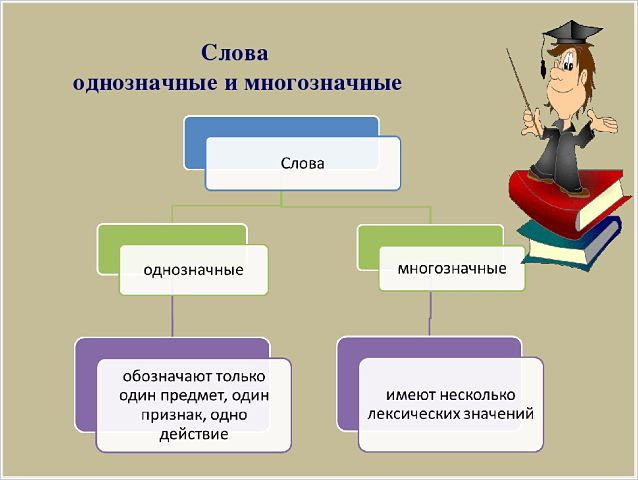 Слова
однозначные и многозначные
Слова
однозначные
многозначные
обозначают только
один предмет, один
признак, одно
действие
имеют несколько
лексических значений